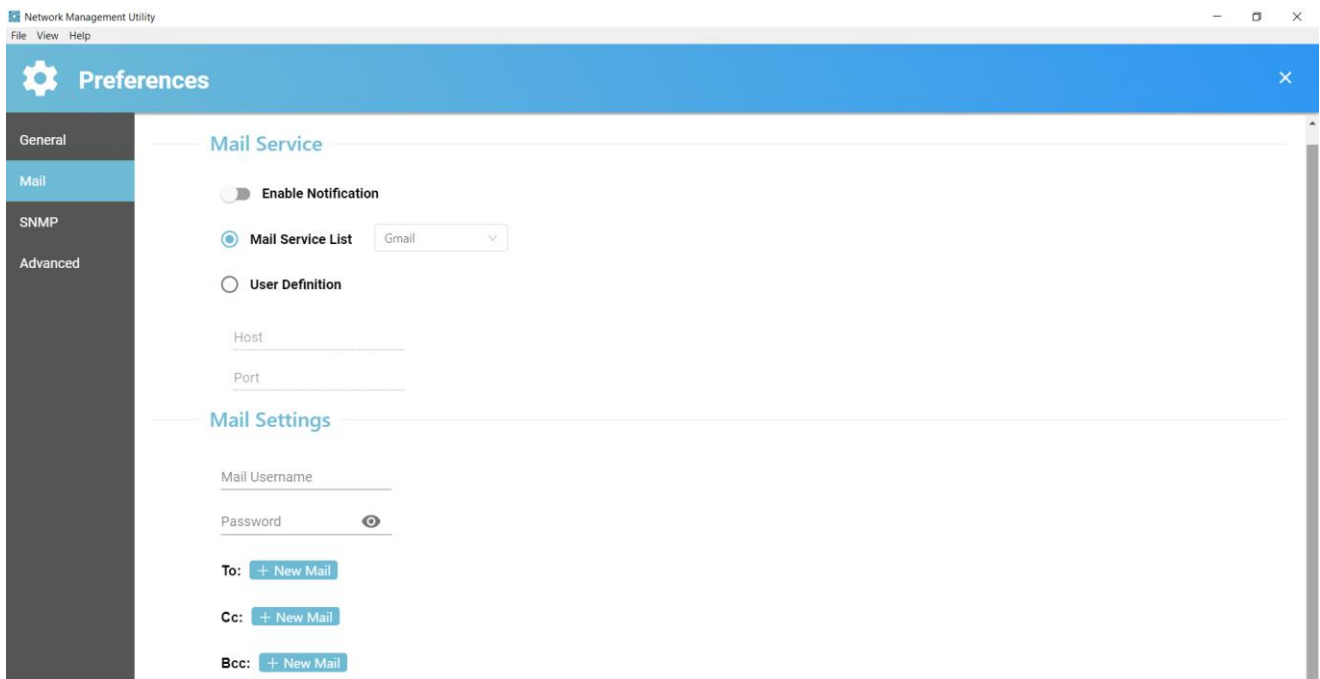 Network Management Utility
File View Help
Preferences
General
Mail
SNMP
Advanced
Mail Service
Enable Notification
Mail Service List Gmail
User Definition
Host
Port
Mail Settings
Mail Username
Password
To: + New Mail
Cc: + New Mail
Bcc: + New Mail